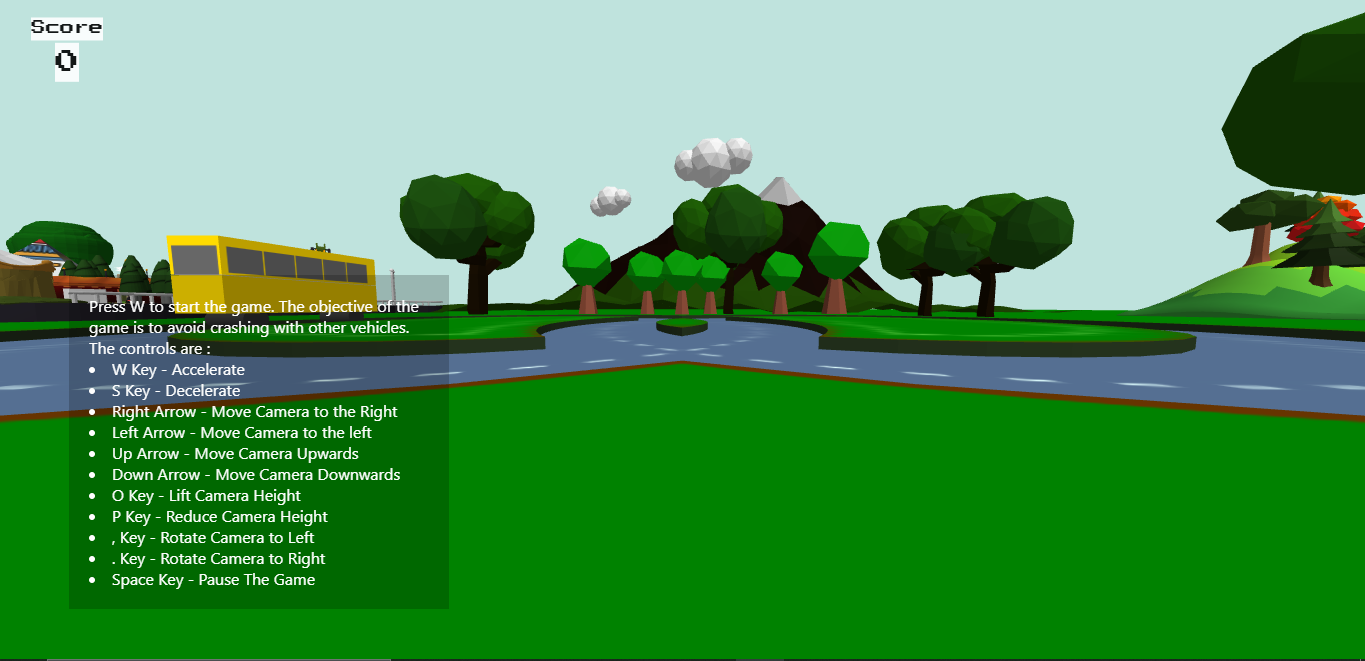 Score
0
Press W to start the game. The objective of the
game is to avoid crashing with other vehicles.
The controls are :
• W Key - Accelerate
• S Key - Decelerate
• Right Arrow - Move Camera to the Right
• Left Arrow - Move Camera to the left
• Up Arrow - Move Camera Upwards
• Down Arrow - Move Camera Downwards
• O Key - Lift Camera Height
• P Key - Reduce Camera Height
• , Key - Rotate Camera to Left
• . Key - Rotate Camera to Right
• Space Key - Pause The Game